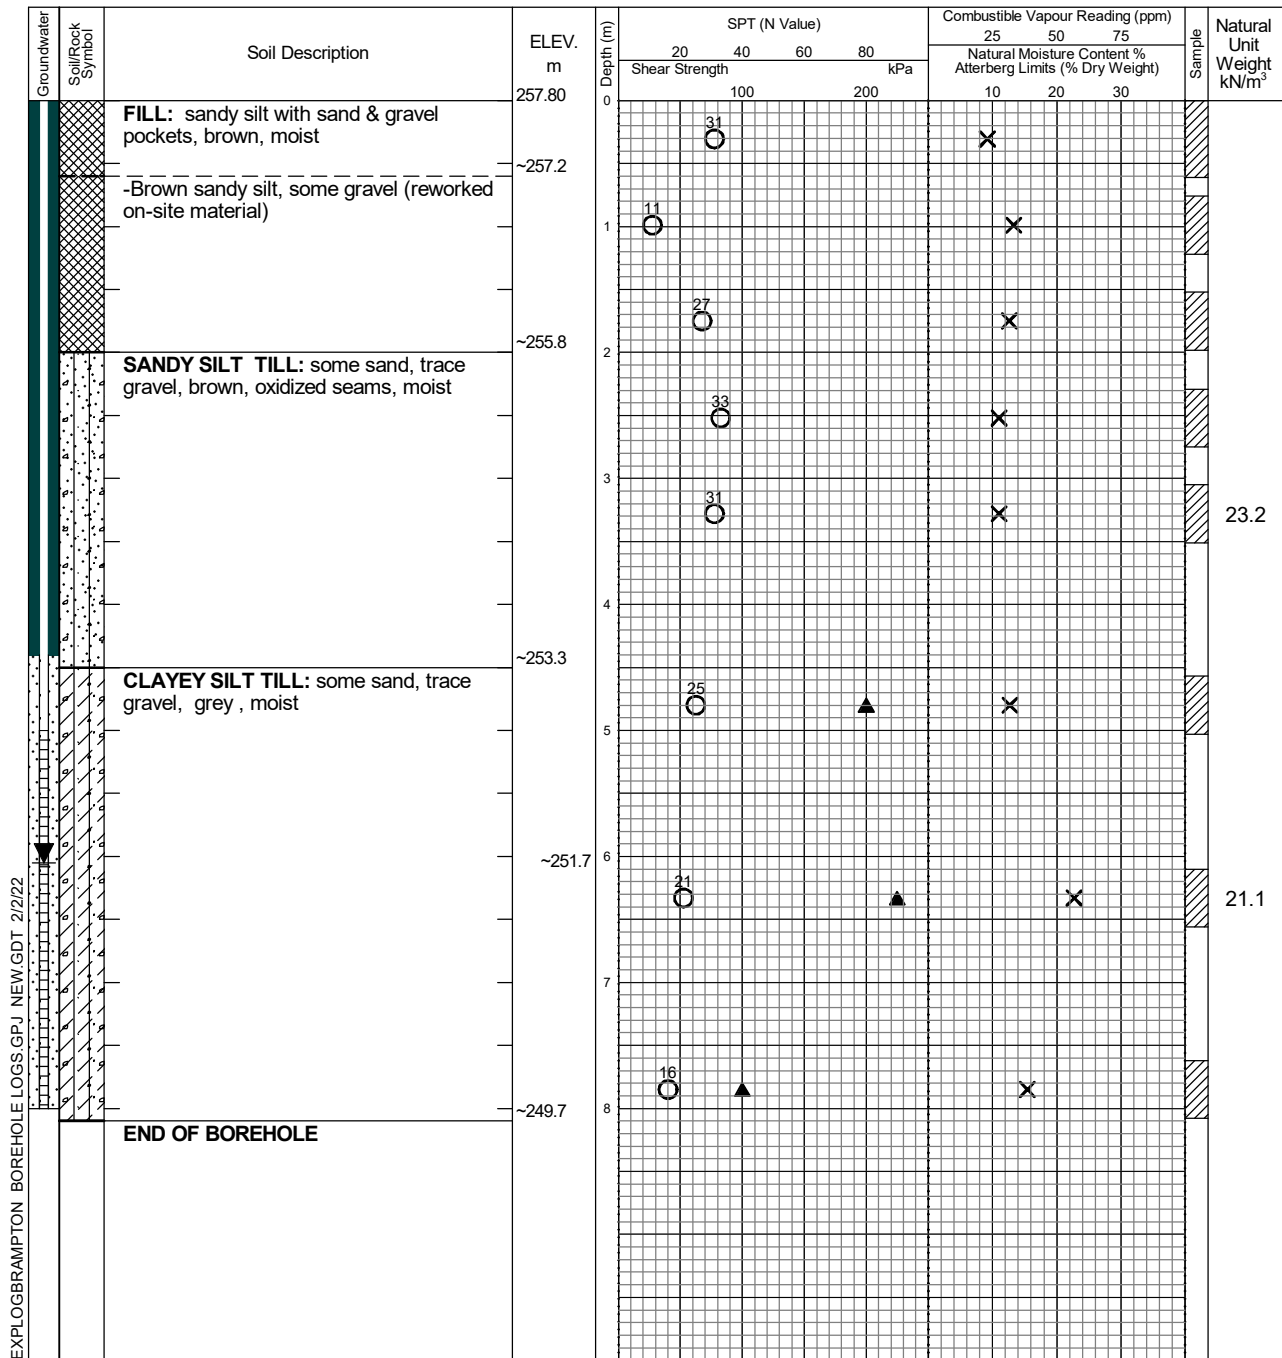 Groundwater
Soil/Rock
Symbol
Soil Description
ELEV.
m
Depth (m)
SPT (N Value)
20 40 60 80
Shear Strength kPa
100 200
Combustible Vapour Reading (ppm)
25 50 75
Natural Moisture Content %
Atterberg Limits (% Dry Weight)
10 20 30
Sample
Natural
Unit
Weight
kN/m³
257.80
0
FILL: sandy silt with sand & gravel
pockets, brown, moist
31
~257.2
-Brown sandy silt, some gravel (reworked
on-site material)
11
1
27
~255.8
2
SANDY SILT TILL: some sand, trace
gravel, brown, oxidized seams, moist
33
3
31
23.2
4
~253.3
CLAYEY SILT TILL: some sand, trace
gravel, grey , moist
25
5
~251.7
6
21
21.1
7
16
~249.7
8
END OF BOREHOLE
EXPLOGBRAMPTON BOREHOLE LOGS.GPJ NEW.GDT 2/2/22